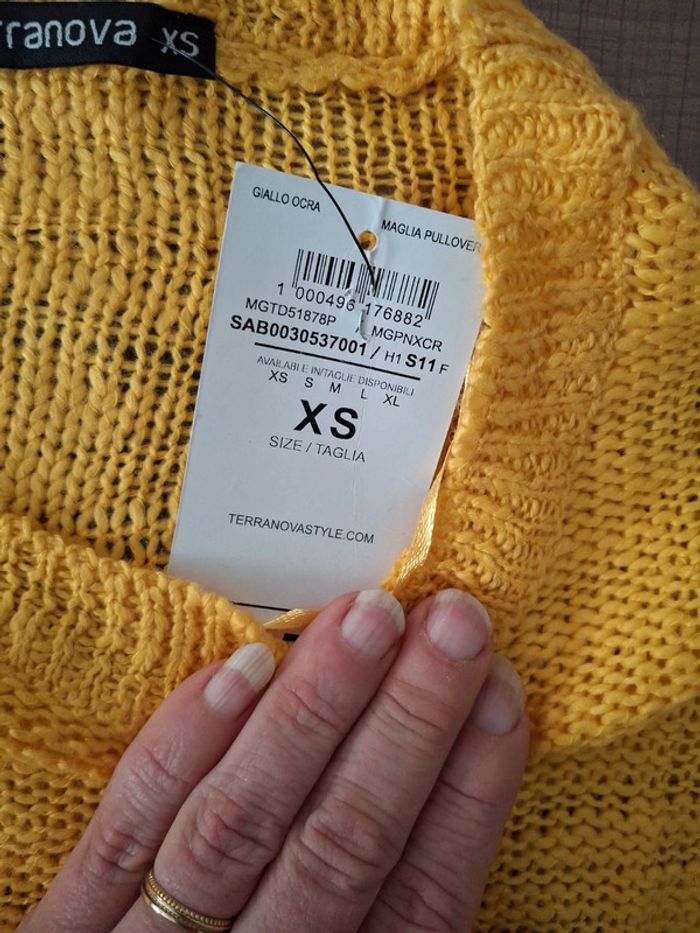 rranova XS
GIALLO OCRA
MAGLIA PULLOVER
1 000496 176882
MGTD51878P MGPNXCR
SAB0030537001 / H1 S11 F
AVAILABLE IN/TAGLIE DISPONIBILI
XS S M L XL
XS
SIZE / TAGLIA
TERRANOVASTYLE.COM